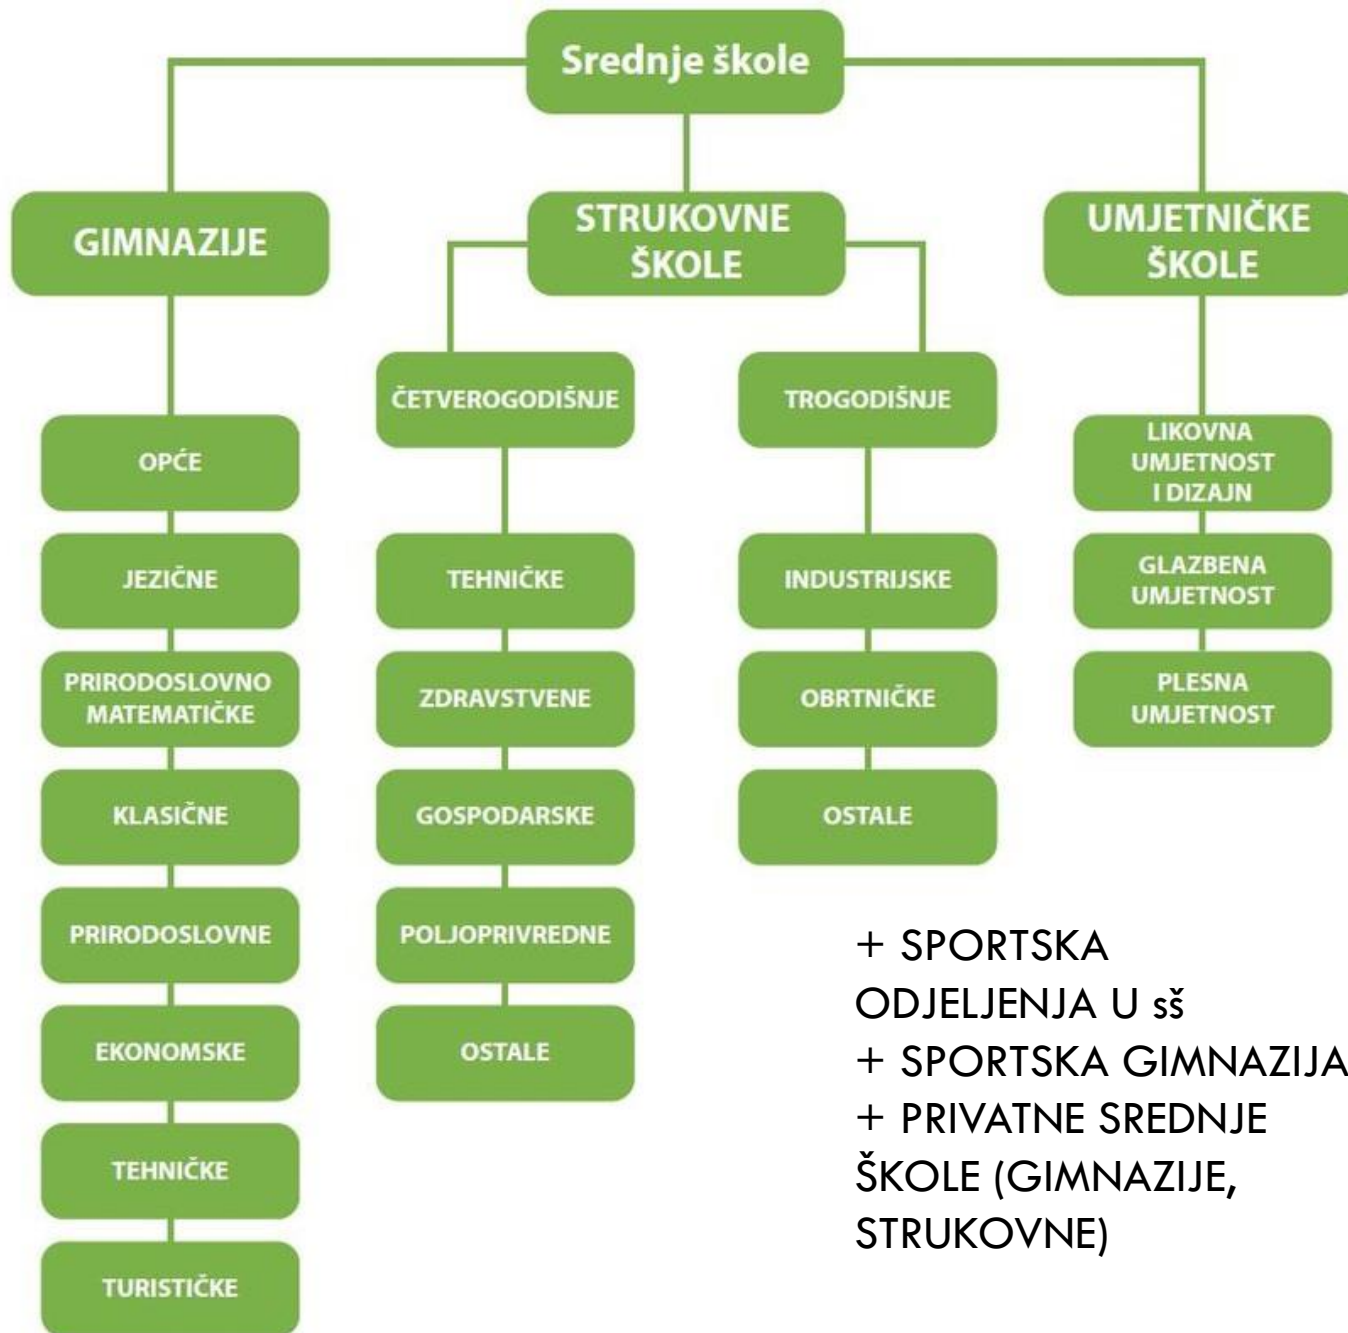 Srednje škole
GIMNAZIJE
OPĆE
JEZIČNE
PRIRODOSLOVNO
MATEMATIČKE
KLASIČNE
PRIRODOSLOVNE
EKONOMSKE
TEHNIČKE
TURISTIČKE
STRUKOVNE
ŠKOLE
ČETVEROGODIŠNJE
TEHNIČKE
ZDRAVSTVENE
GOSPODARSKE
POLJOPRIVREDNE
OSTALE
TROGODIŠNJE
INDUSTRIJSKE
OBRTNIČKE
OSTALE
UMJETNIČKE
ŠKOLE
LIKOVNA
UMJETNOST
I DIZAJN
GLAZBENA
UMJETNOST
PLESNA
UMJETNOST
+ SPORTSKA
ODJELJENJA U sš
+ SPORTSKA GIMNAZIJA
+ PRIVATNE SREDNJE
ŠKOLE (GIMNAZIJE,
STRUKOVNE)